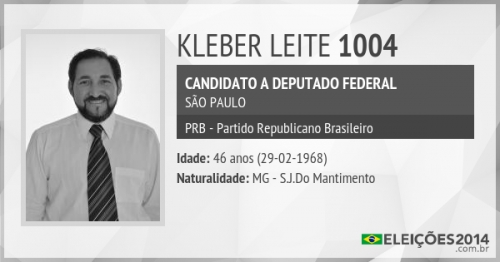 KLEBER LEITE 1004
CANDIDATO A DEPUTADO FEDERAL
SÃO PAULO
PRB - Partido Republicano Brasileiro
Idade: 46 anos (29-02-1968)
Naturalidade: MG - S.J.Do Mantimento
ELEIÇÕES2014
.com.br